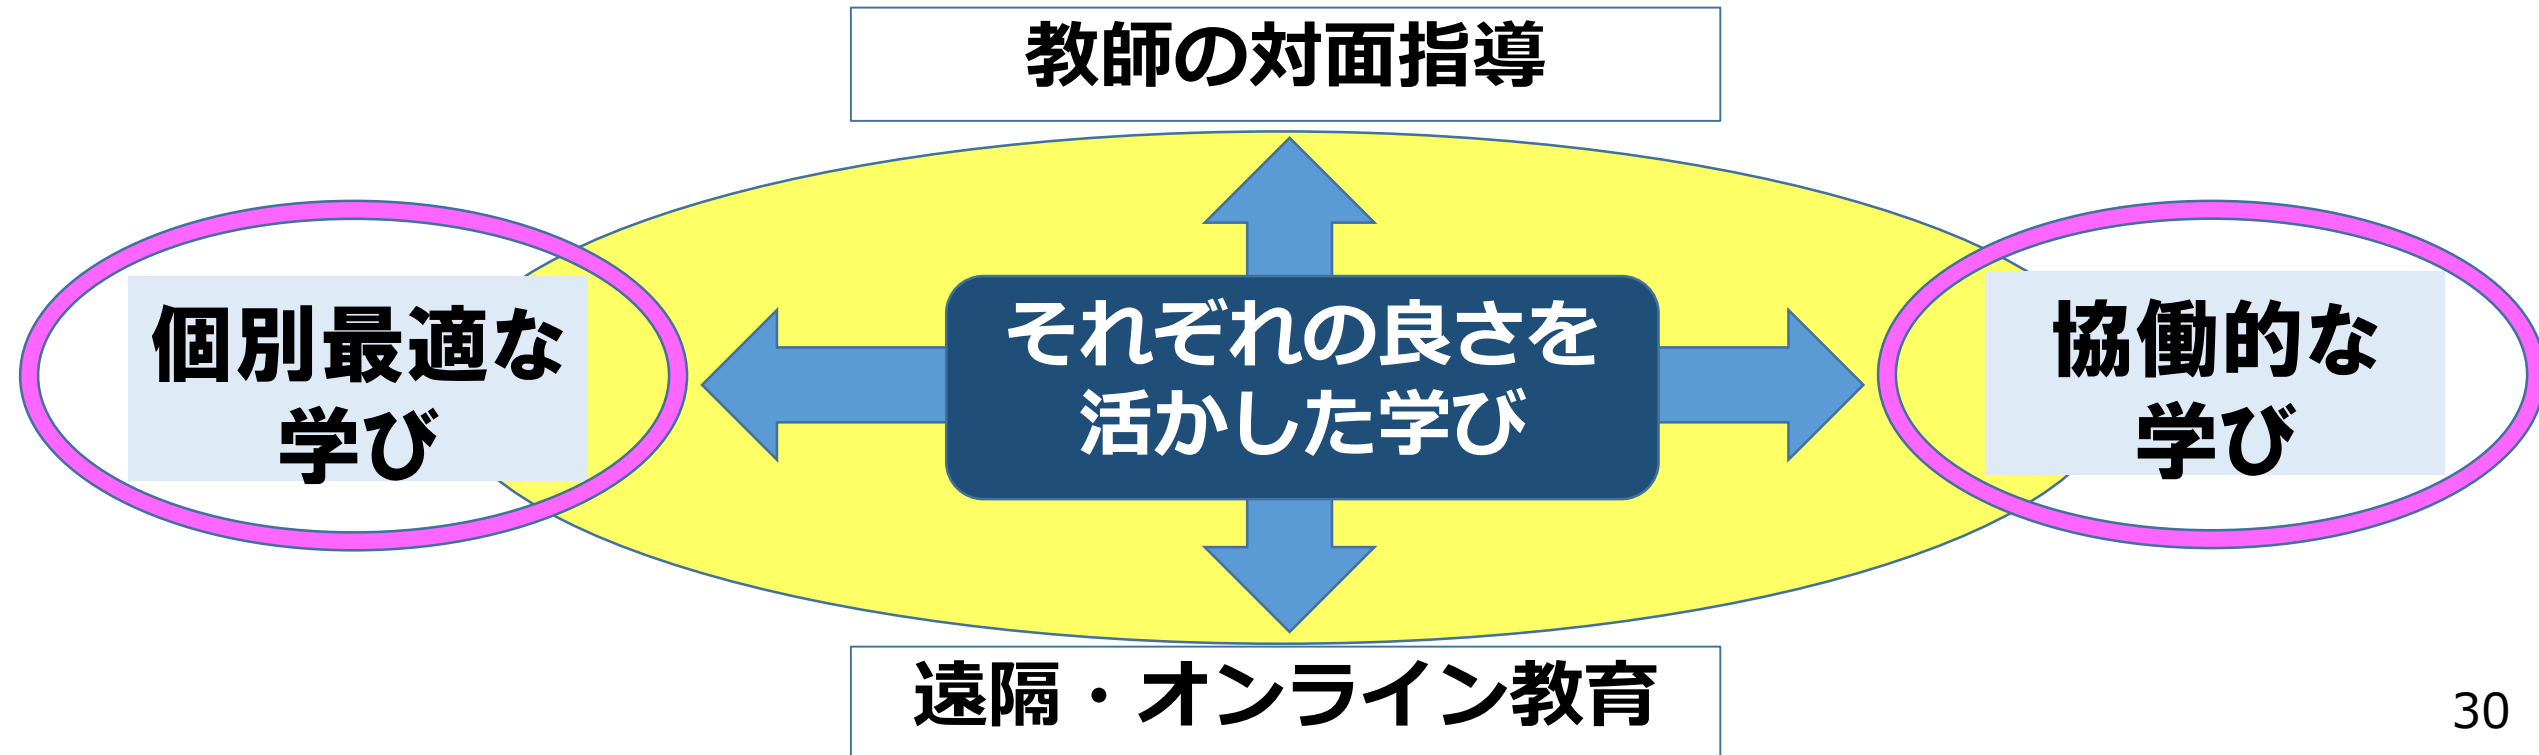 教師の対面指導
個別最適な
学び
それぞれの良さを
活かした学び
協働的な
学び
遠隔・オンライン教育
30